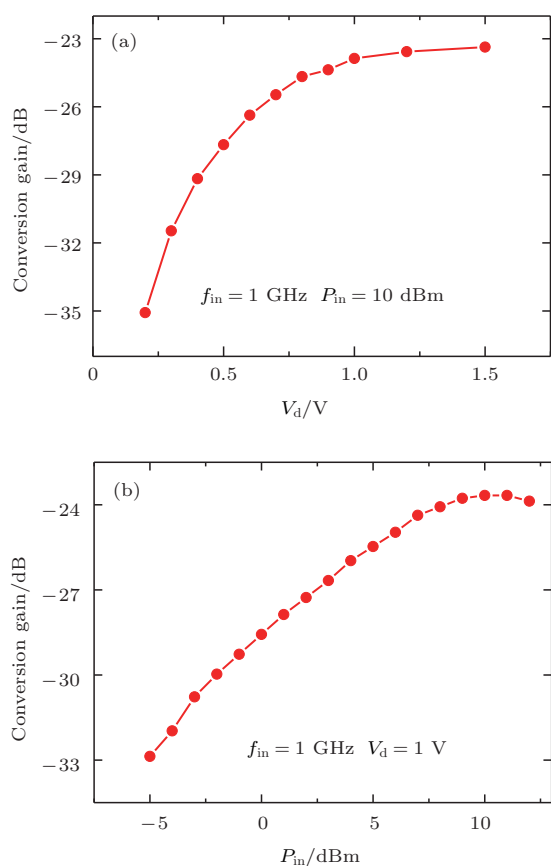 (a)
Conversion gain/dB
−23
−26
−29
−32
−35
f_in = 1 GHz P_in = 10 dBm
0 0.5 1.0 1.5
V_d/V
(b)
Conversion gain/dB
−24
−27
−30
−33
f_in = 1 GHz V_d = 1 V
−5 0 5 10
P_in/dBm